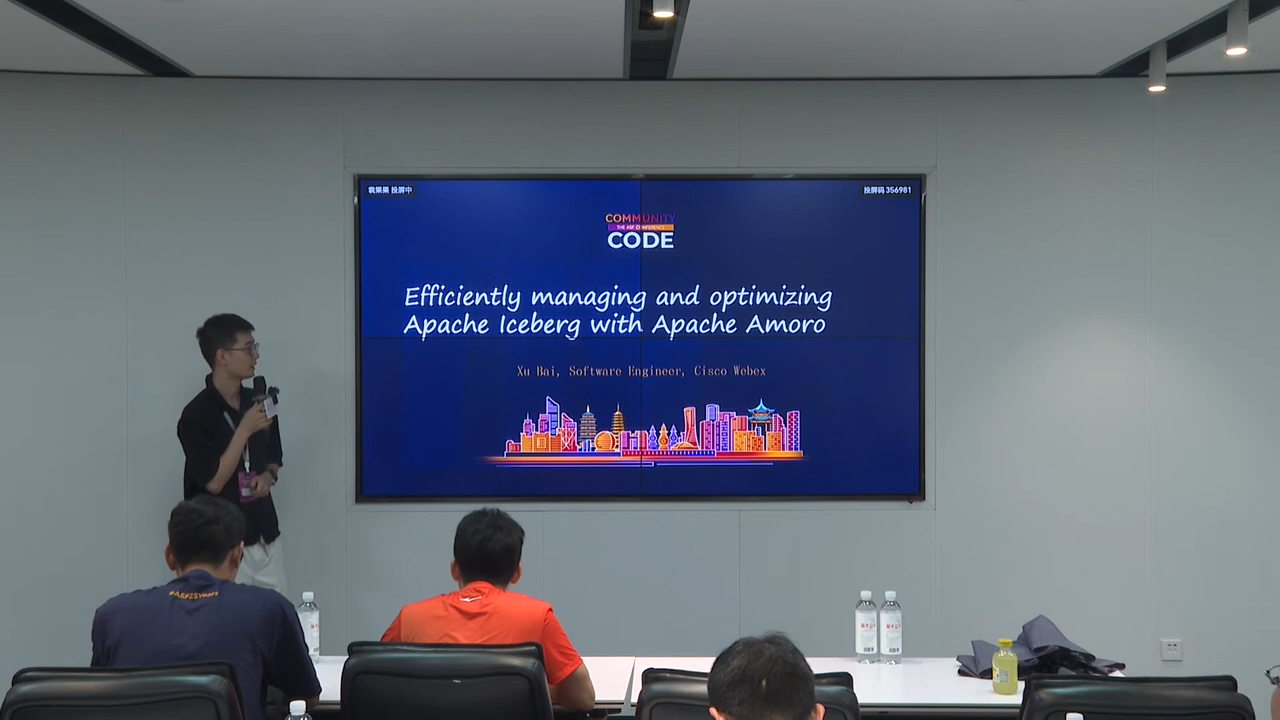 袁果果 投屏中
投屏码 356981
COMMUNITY
THE ASF CONFERENCE
CODE
Efficiently managing and optimizing
Apache Iceberg with Apache Amoro
Xu Bai, Software Engineer, Cisco Webex
#ASF25Years